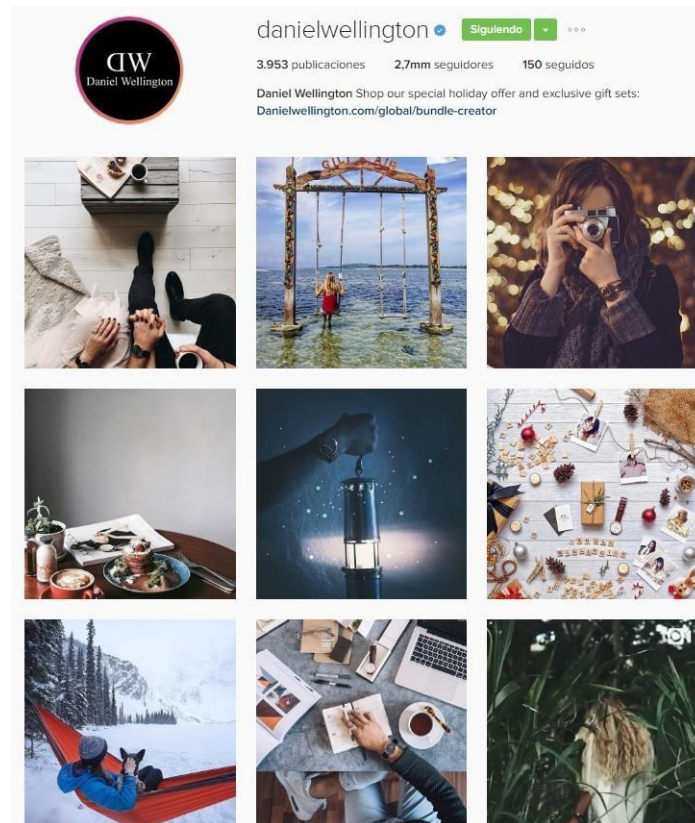 DW
Daniel Wellington
danielwellington
Siguiendo
3.953 publicaciones 2,7mm seguidores 150 seguidos
Daniel Wellington Shop our special holiday offer and exclusive gift sets:
Danielwellington.com/global/bundle-creator